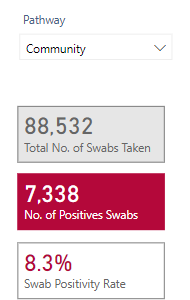 Pathway
Community
88,532
Total No. of Swabs Taken
7,338
No. of Positives Swabs
8.3%
Swab Positivity Rate